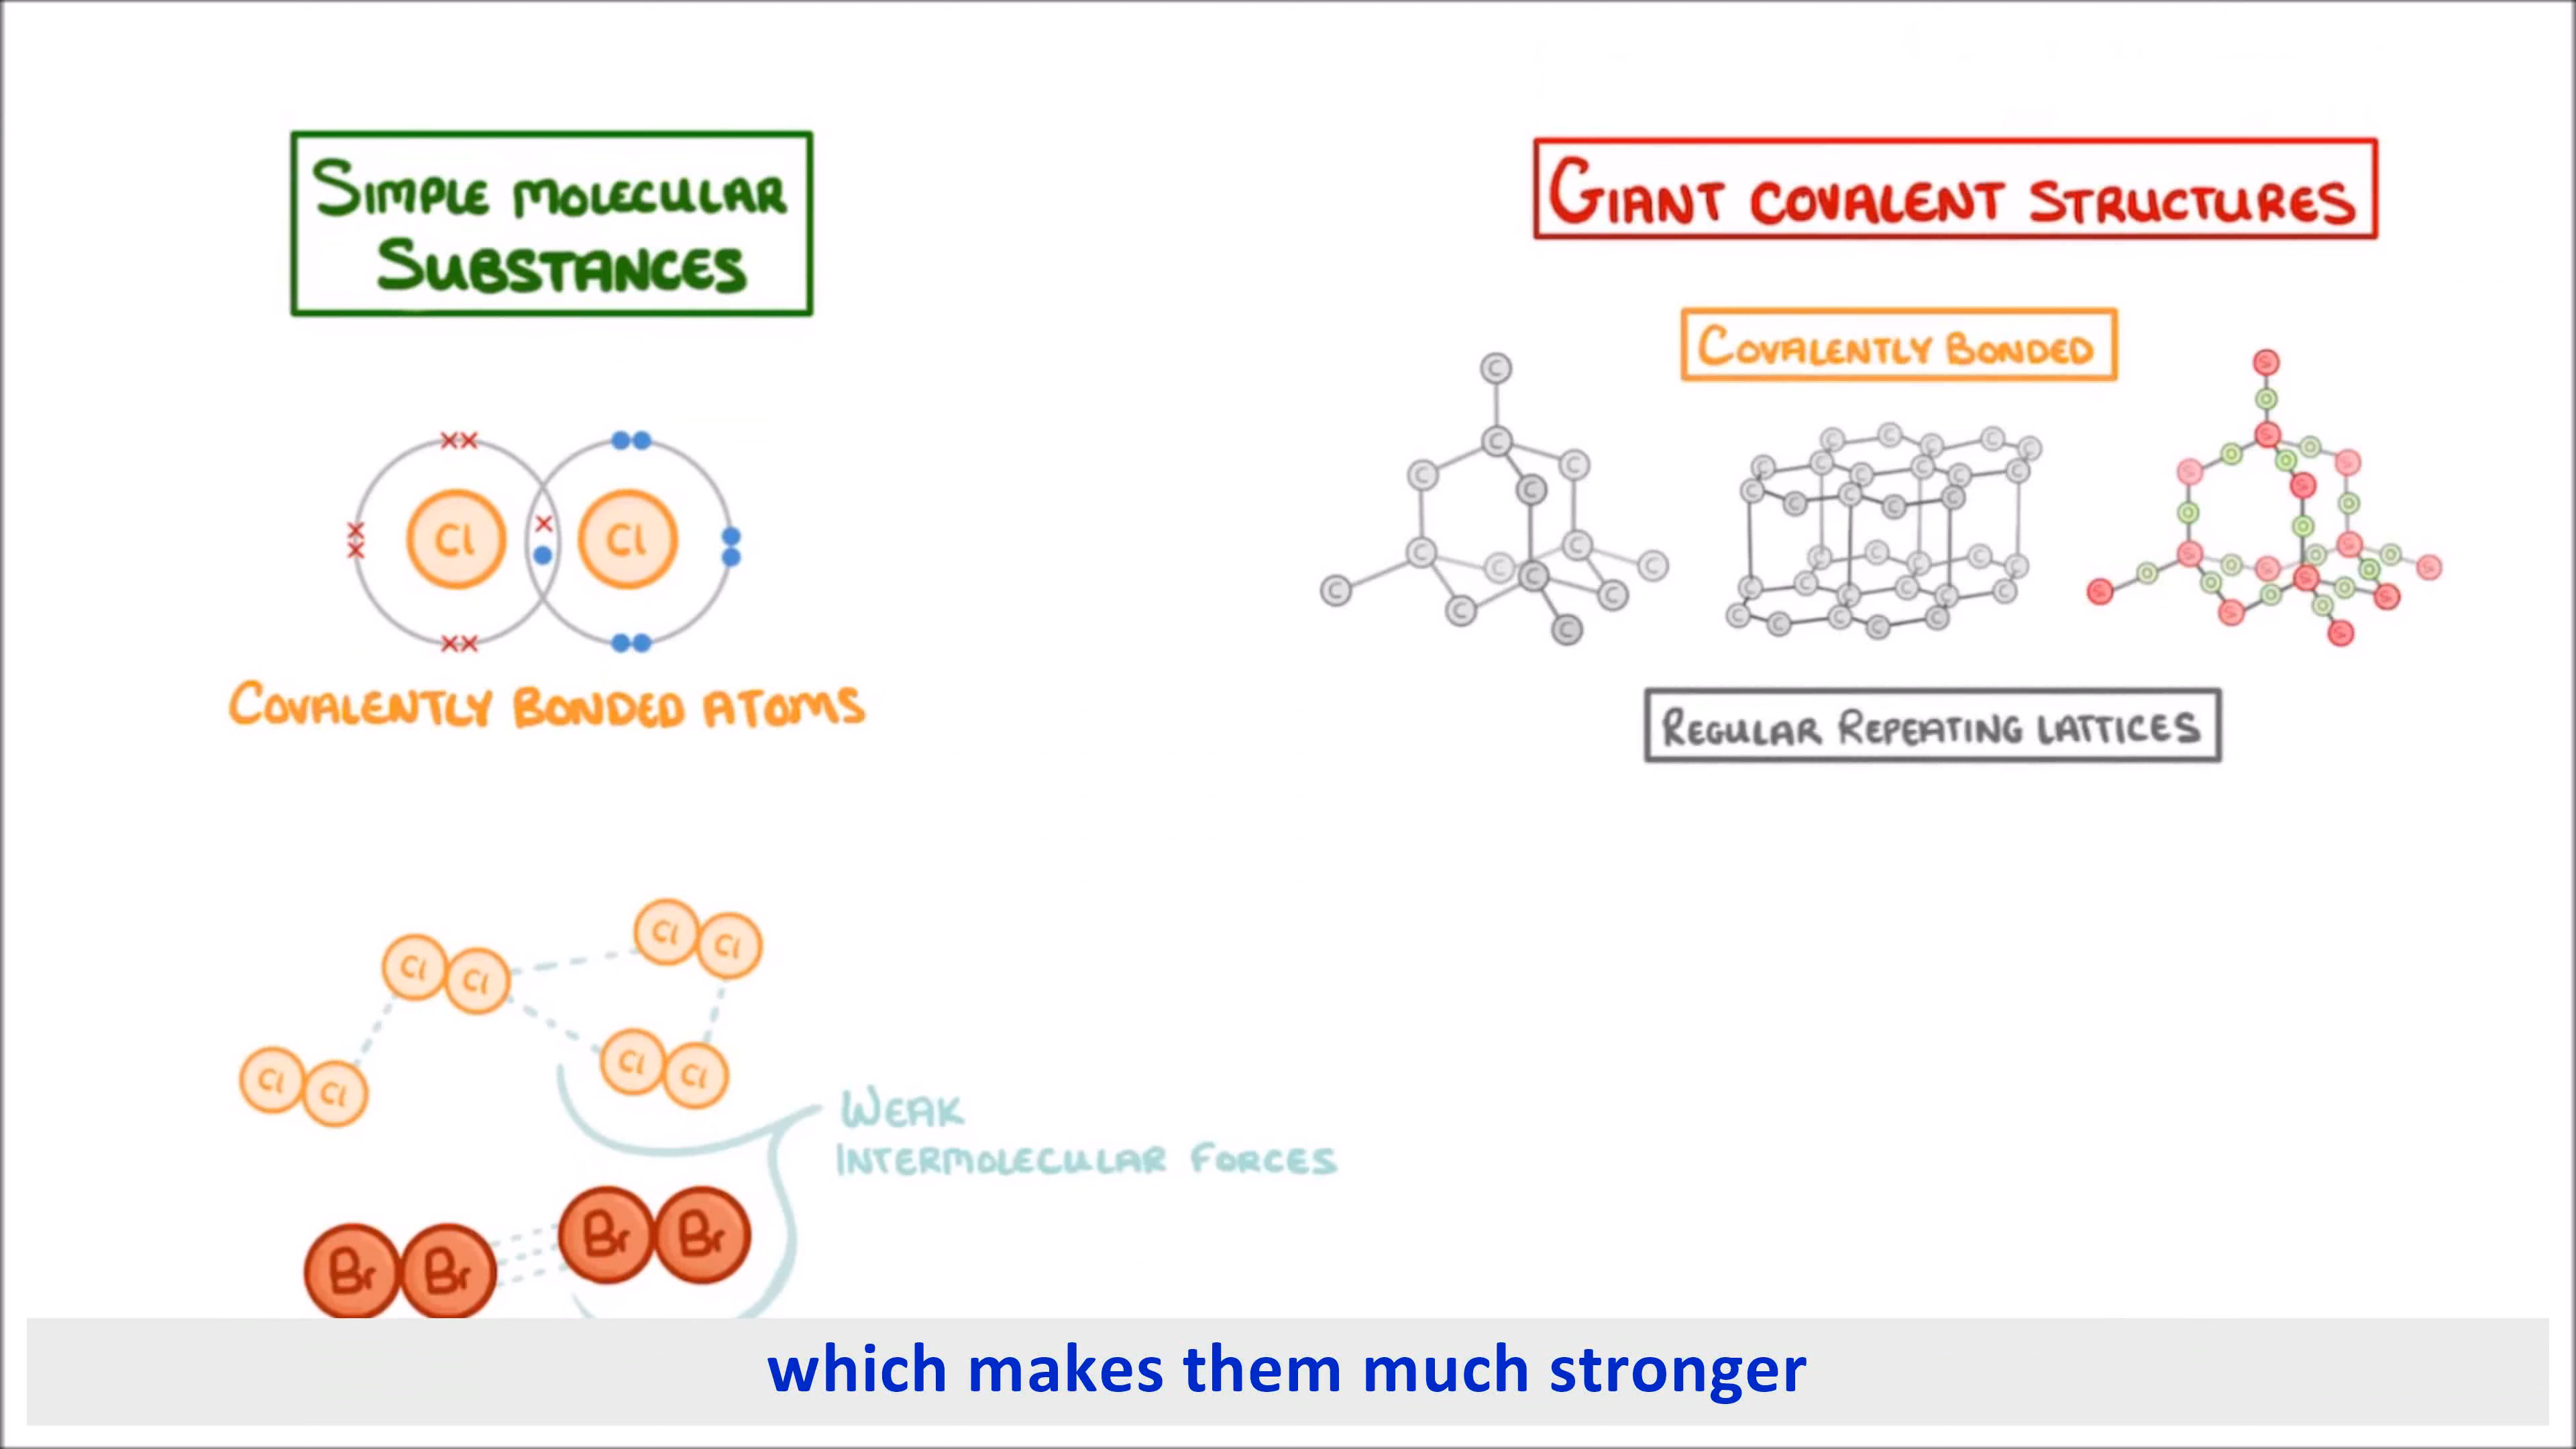 SIMPLE MOLECULAR
SUBSTANCES
Cl Cl
COVALENTLY BONDED ATOMS
Cl Cl
Cl Cl
Cl Cl
Cl Cl
WEAK
INTERMOLECULAR FORCES
Br Br
Br Br
GIANT COVALENT STRUCTURES
COVALENTLY BONDED
REGULAR REPEATING LATTICES
which makes them much stronger